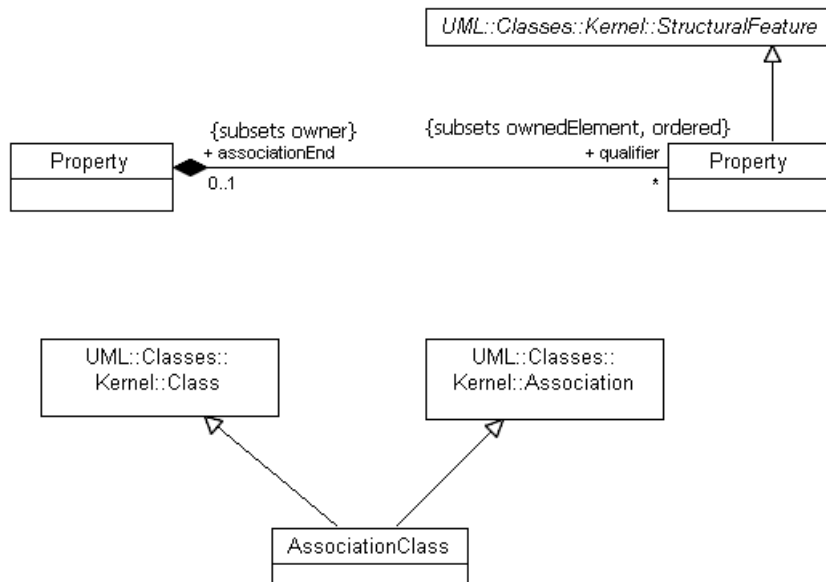 UML::Classes::Kernel::StructuralFeature
{subsets owner}
{subsets ownedElement, ordered}
Property
+ associationEnd
+ qualifier
Property
0..1
*
UML::Classes::
Kernel::Class
UML::Classes::
Kernel::Association
AssociationClass